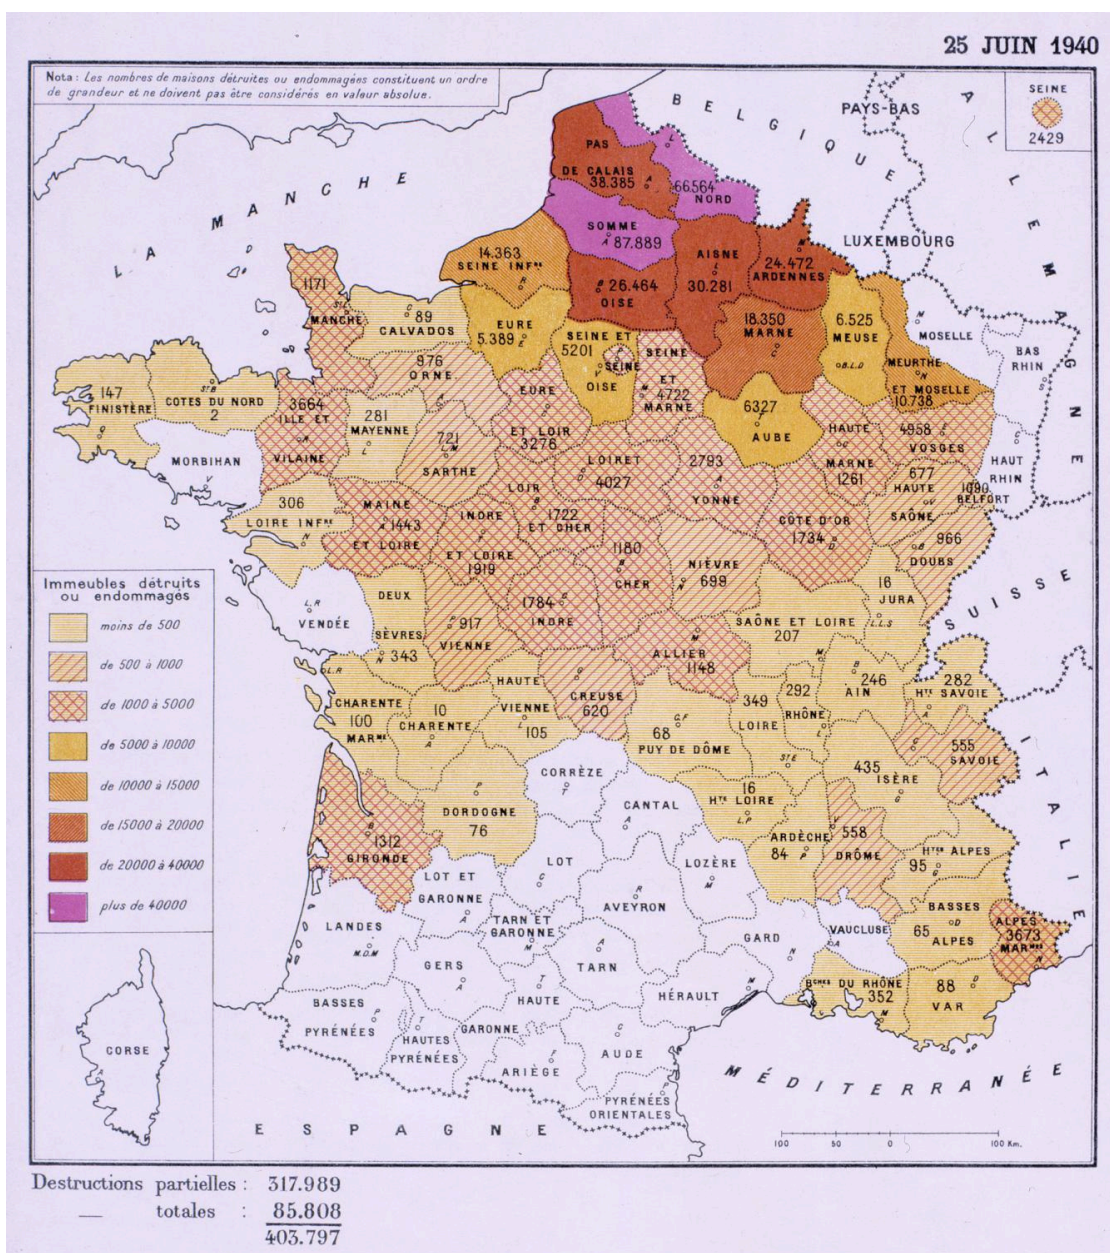 25 JUIN 1940
Nota : Les nombres de maisons détruites ou endommagées constituent un ordre
de grandeur et ne doivent pas être considérés en valeur absolue.
SEINE
2429
BELGIQUE
PAYS-BAS
ALLEMAGNE
LA MANCHE
LUXEMBOURG
PAS
DE CALAIS
38.385
66.564
NORD
SOMME
87.889
AISNE
30.281
24.472
ARDENNES
14.363
SEINE INFRE
26.464
OISE
1171
MANCHE
89
CALVADOS
EURE
5.389
SEINE ET
5201
OISE
SEINE
SEINE
ET
4722
MARNE
18.350
MARNE
6.525
MEUSE
MOSELLE
MEURTHE
ET MOSELLE
10.738
BAS
RHIN
976
ORNE
147
FINISTÈRE
COTES DU NORD
2
3664
ILLE ET
VILAINE
281
MAYENNE
EURE
ET LOIR
3276
6327
AUBE
HAUTE
MARNE
1261
4958
VOSGES
HAUT
RHIN
MORBIHAN
721
SARTHE
LOIRET
4027
2793
YONNE
677
HAUTE
SAÔNE
1090
BELFORT
306
LOIRE INFRE
MAINE
1443
ET LOIRE
LOIR
1722
ET CHER
INDRE
ET LOIRE
1919
CÔTE D'OR
1734
966
DOUBS
1180
CHER
NIÈVRE
699
16
JURA
SUISSE
VENDÉE
DEUX
SÈVRES
343
917
VIENNE
1784
INDRE
SAÔNE ET LOIRE
207
ALLIER
1148
246
AIN
282
HTE SAVOIE
CHARENTE
100
MARME
10
CHARENTE
HAUTE
VIENNE
105
CREUSE
620
68
PUY DE DÔME
349
LOIRE
292
RHÔNE
555
SAVOIE
435
ISÈRE
ITALIE
1312
GIRONDE
DORDOGNE
76
CORRÈZE
CANTAL
16
HTE LOIRE
ARDÈCHE
84
558
DRÔME
HTES ALPES
95
LOT ET
GARONNE
LOT
LOZÈRE
AVEYRON
BASSES
65
ALPES
ALPES
3673
MARMES
LANDES
TARN ET
GARONNE
GARD
VAUCLUSE
GERS
TARN
HÉRAULT
BCHES DU RHÔNE
352
88
VAR
BASSES
PYRÉNÉES
HAUTES
PYRÉNÉES
HAUTE
GARONNE
ARIÈGE
AUDE
PYRÉNÉES
ORIENTALES
MÉDITERRANÉE
ESPAGNE
CORSE
Immeubles détruits
ou endommagés
moins de 500
de 500 à 1000
de 1000 à 5000
de 5000 à 10000
de 10000 à 15000
de 15000 à 20000
de 20000 à 40000
plus de 40000
100 50 0 100 Km.
Destructions partielles : 317.989
— totales : 85.808
403.797